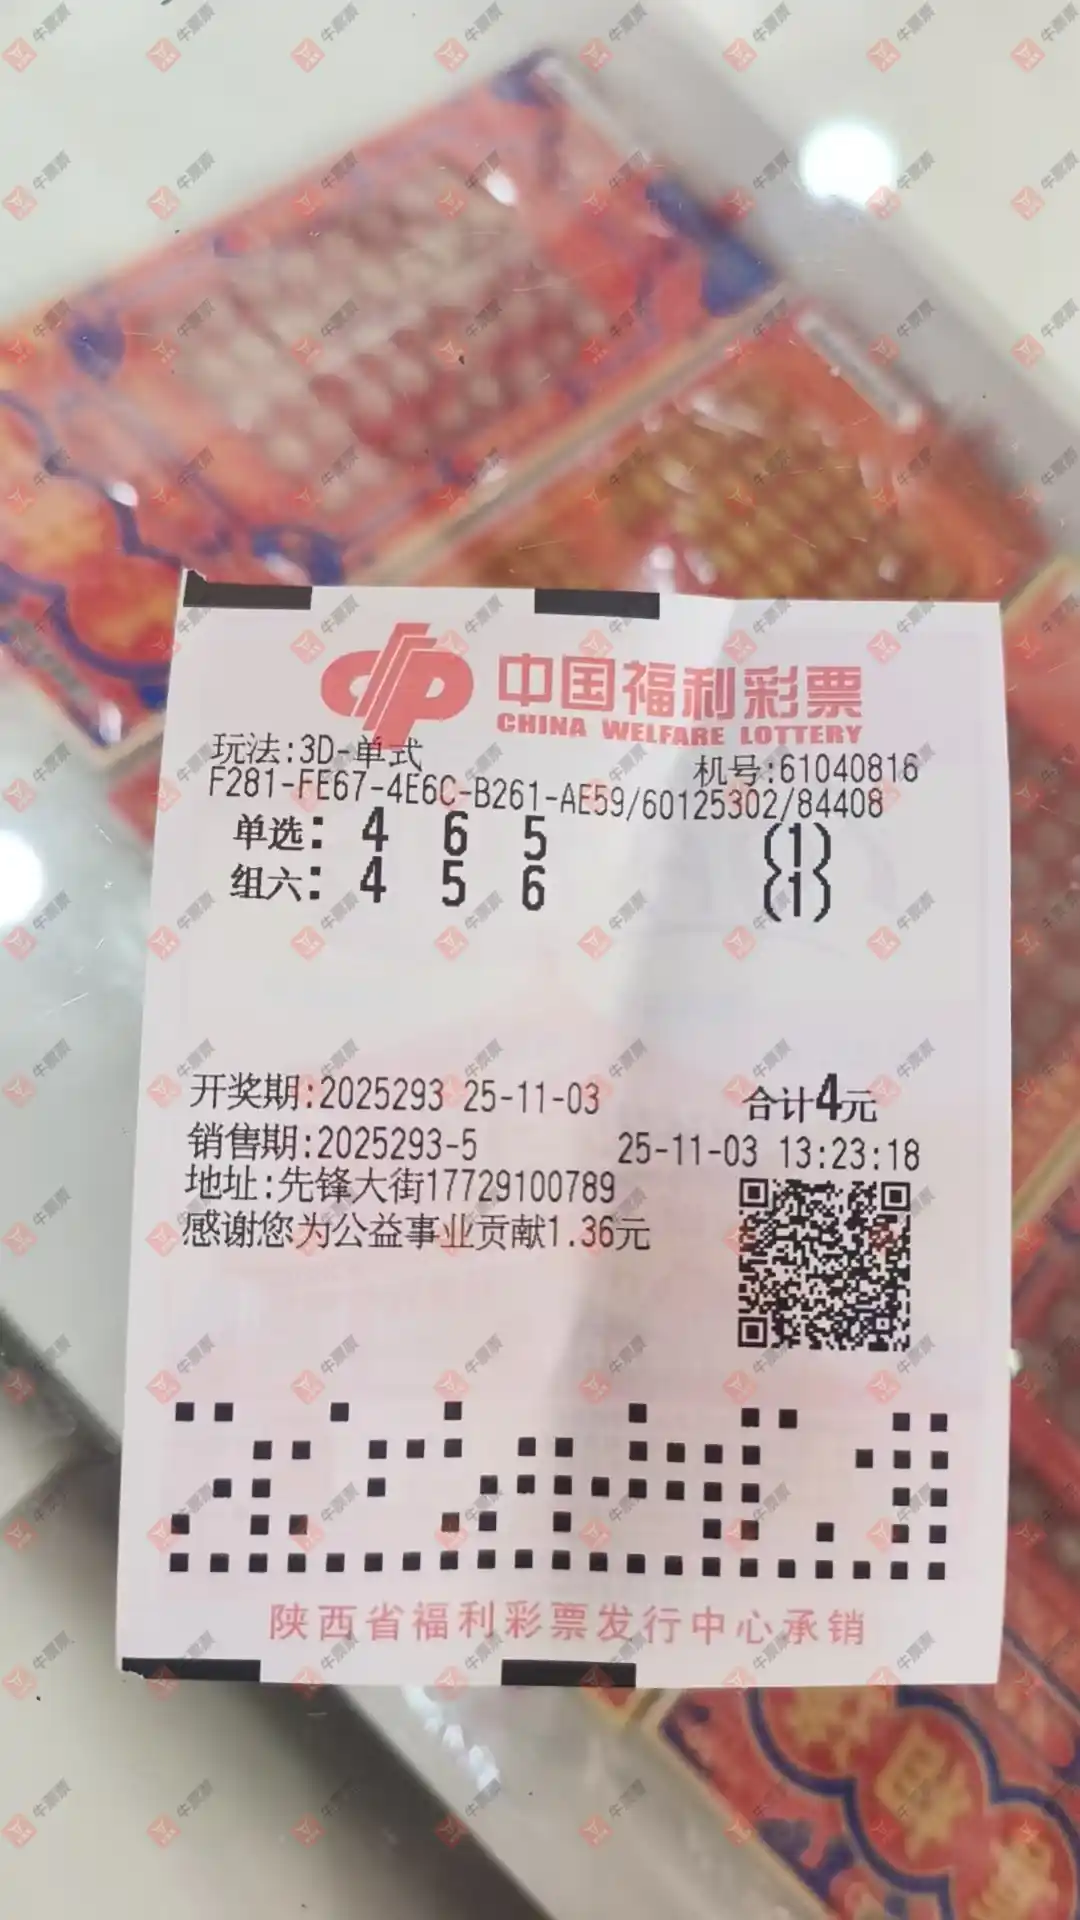 中国福利彩票
CHINA WELFARE LOTTERY
玩法:3D-单式
机号:61040816
F281-FE67-4E6C-B261-AE59/60125302/84408
单选: 4 6 5 (1)
组六: 4 5 6 (1)
开奖期:2025293 25-11-03
合计4元
销售期:2025293-5 25-11-03 13:23:18
地址:先锋大街17729100789
感谢您为公益事业贡献1.36元
陕西省福利彩票发行中心承销
牛票票